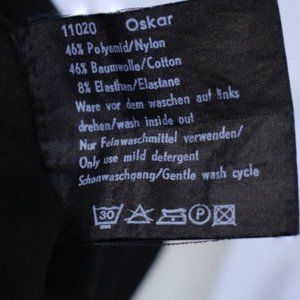 11020 Oskar
46% Polyamid/Nylon
46% Baumwolle/Cotton
8% Elasthan/Elastane
Ware vor dem waschen auf links
drehen/wash inside out
Nur Feinwaschmittel verwenden/
Only use mild detergent
Schonwaschgang/Gentle wash cycle
30 P